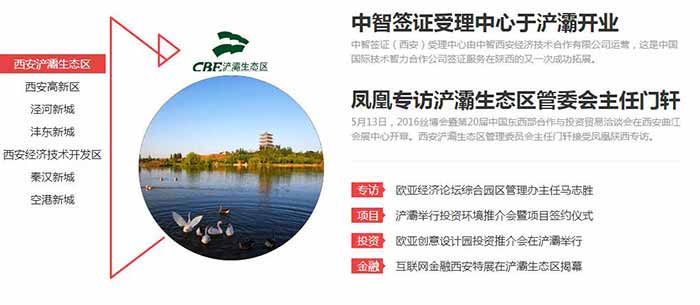 西安浐灞生态区
西安高新区
泾河新城
沣东新城
西安经济技术开发区
秦汉新城
空港新城
CBE浐灞生态区
中智签证受理中心于浐灞开业
中智签证（西安）受理中心由中智西安经济技术合作有限公司运营，这是中
国国际技术智力合作公司签证服务在陕西的又一次成功拓展。
凤凰专访浐灞生态区管委会主任门轩
5月13日，2016丝博会暨第20届中国东西部合作与投资贸易洽谈会在西安曲江
会展中心开幕。西安浐灞生态区管理委员会主任门轩接受凤凰陕西专访。
专访 欧亚经济论坛综合园区管理办主任马志胜
项目 浐灞举行投资环境推介会暨项目签约仪式
投资 欧亚创意设计园投资推介会在浐灞举行
金融 互联网金融西安特展在浐灞生态区揭幕